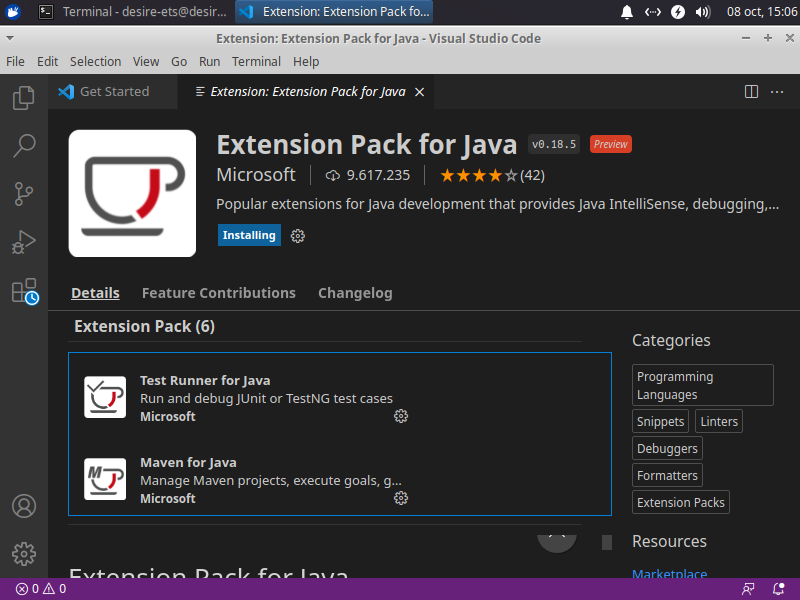 Terminal - desire-ets@desir...
Extension: Extension Pack fo...
08 oct, 15:06
Extension: Extension Pack for Java - Visual Studio Code
File Edit Selection View Go Run Terminal Help
Get Started
Extension: Extension Pack for Java
Extension Pack for Java v0.18.5 Preview
Microsoft 9.617.235 (42)
Popular extensions for Java development that provides Java IntelliSense, debugging,...
Installing
Details Feature Contributions Changelog
Extension Pack (6)
Test Runner for Java
Run and debug JUnit or TestNG test cases
Microsoft
M
Maven for Java
Manage Maven projects, execute goals, g...
Microsoft
Extension Pack for Java
Categories
Programming
Languages
Snippets Linters
Debuggers
Formatters
Extension Packs
Resources
Marketplace
0 0